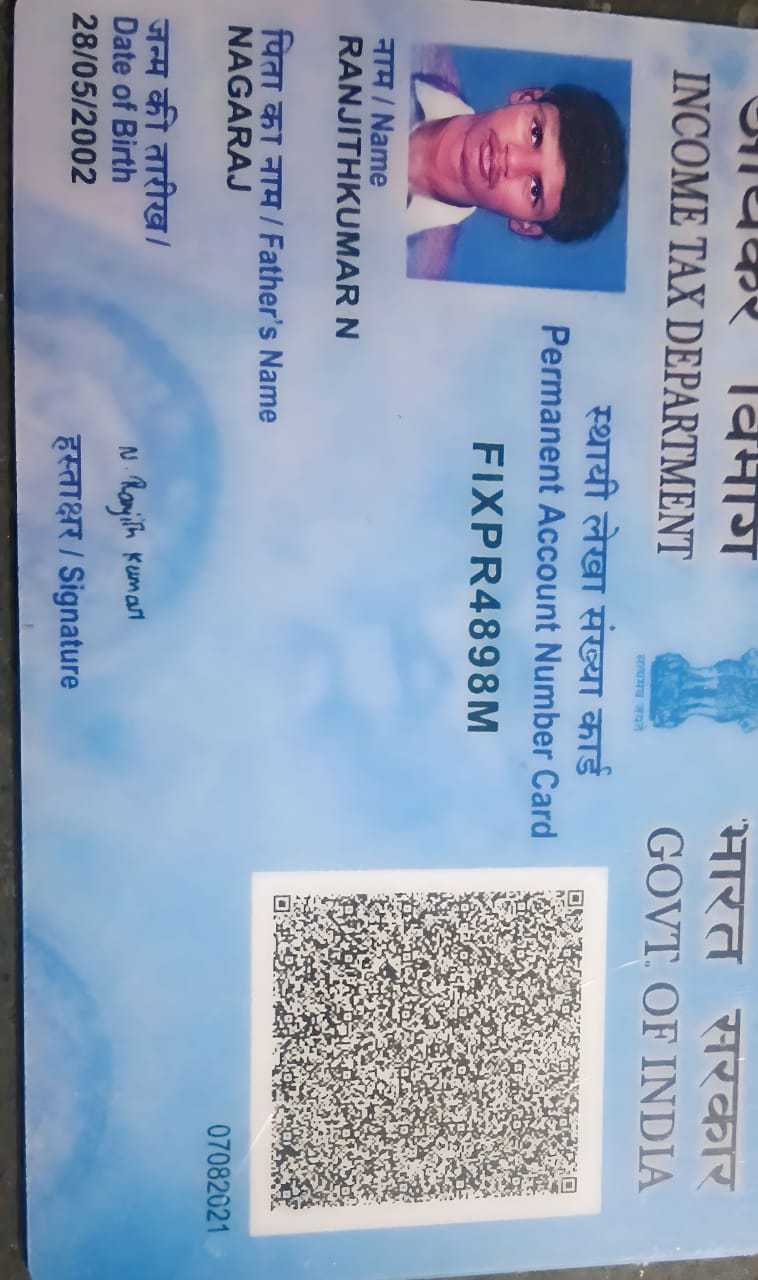 आयकर विभाग
INCOME TAX DEPARTMENT
सत्यमेव जयते
भारत सरकार
GOVT. OF INDIA
स्थायी लेखा संख्या कार्ड
Permanent Account Number Card
FIXPR4898M
नाम / Name
RANJITHKUMAR N
पिता का नाम / Father's Name
NAGARAJ
जन्म की तारीख /
Date of Birth
28/05/2002
N. Ranjith Kumar
हस्ताक्षर / Signature
07082021